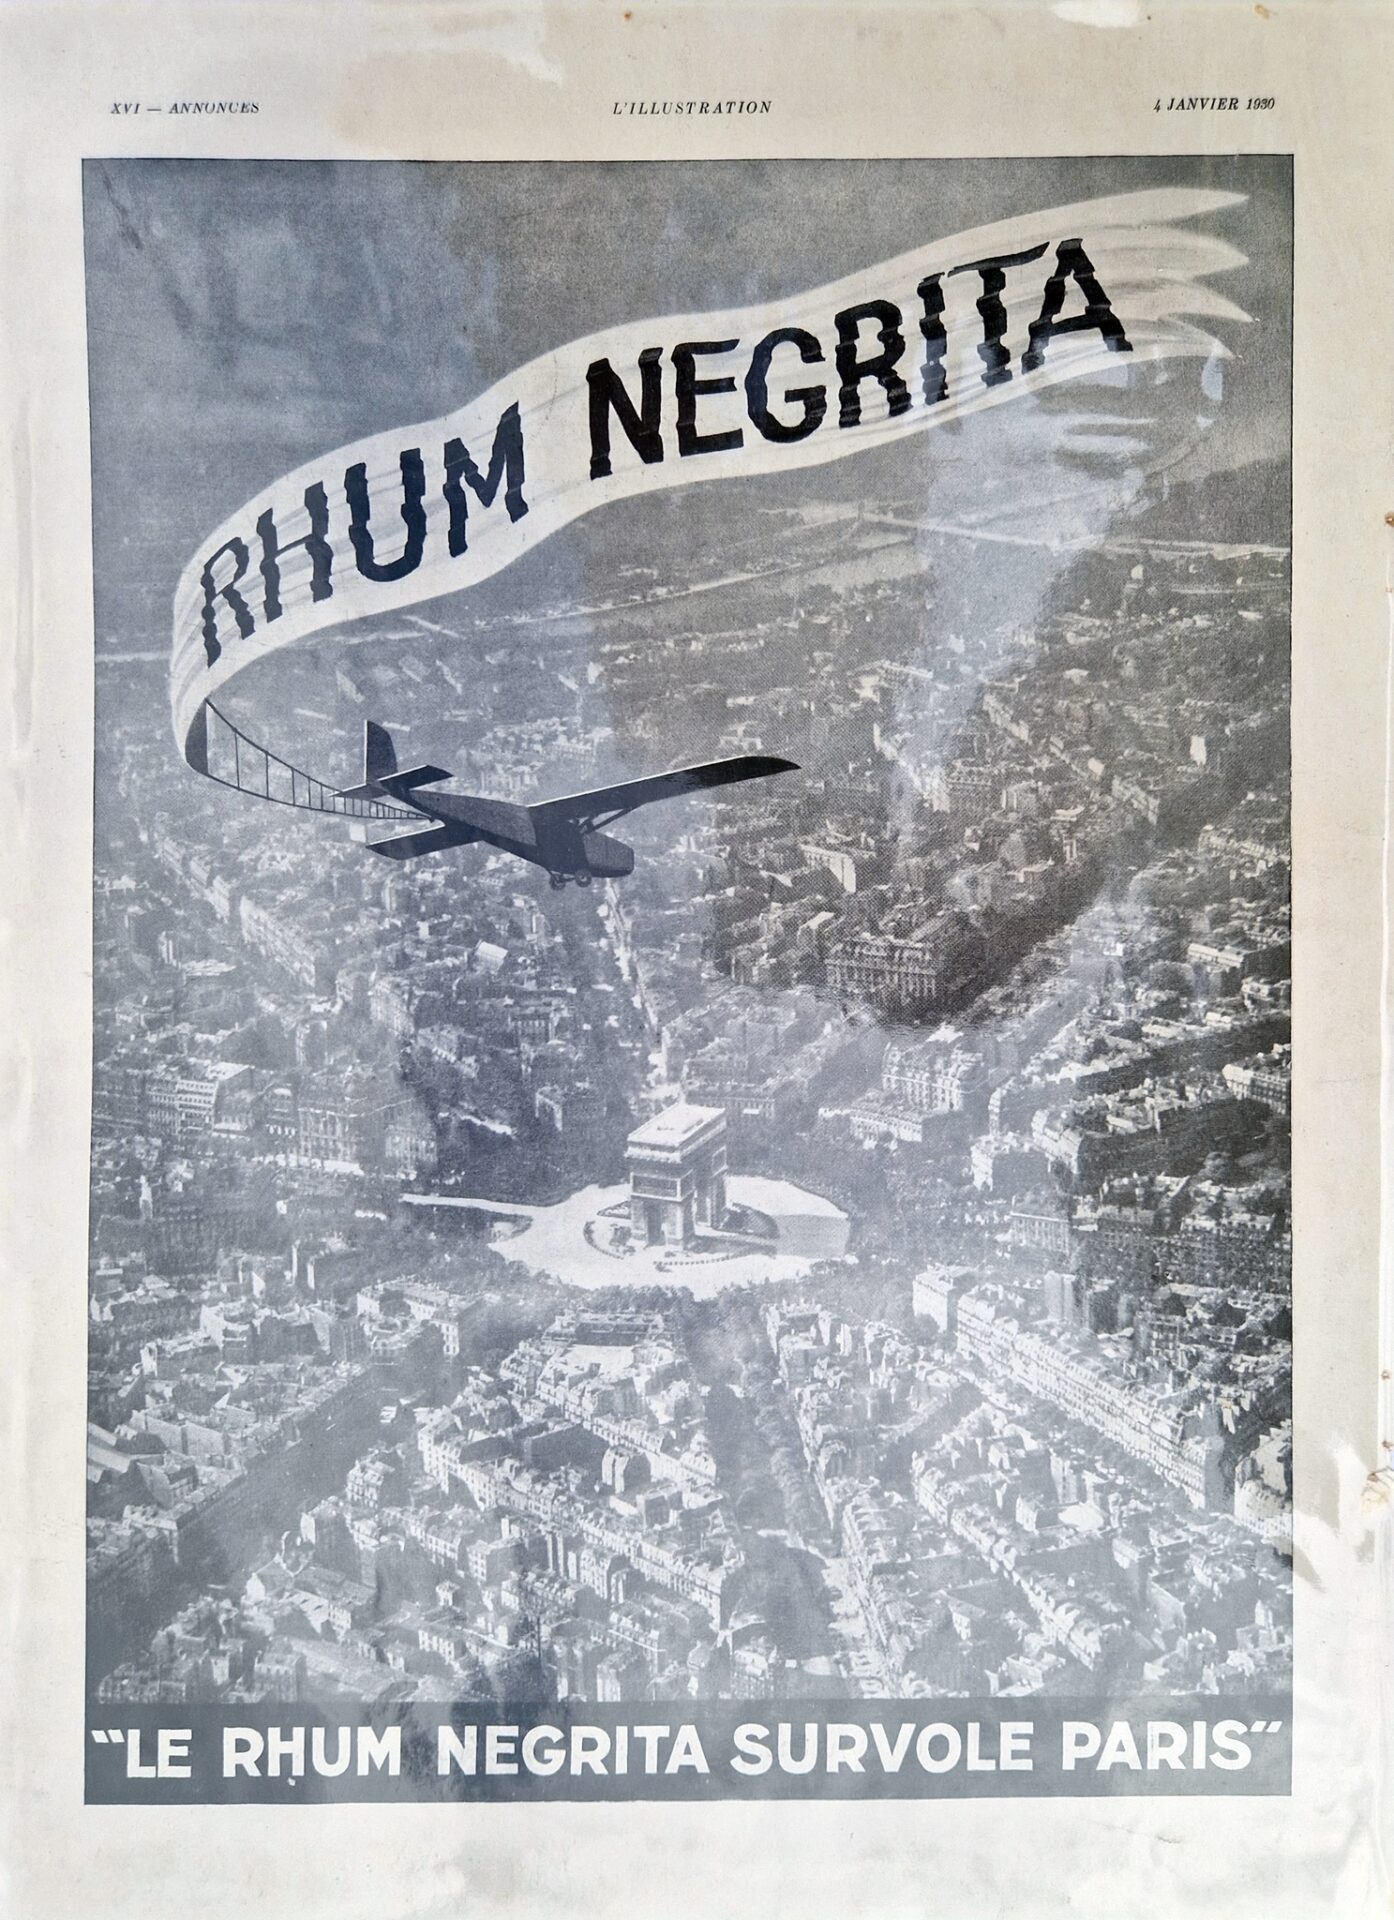 XVI — ANNONCES
L'ILLUSTRATION
4 JANVIER 1930
RHUM NEGRITA
"LE RHUM NEGRITA SURVOLE PARIS"